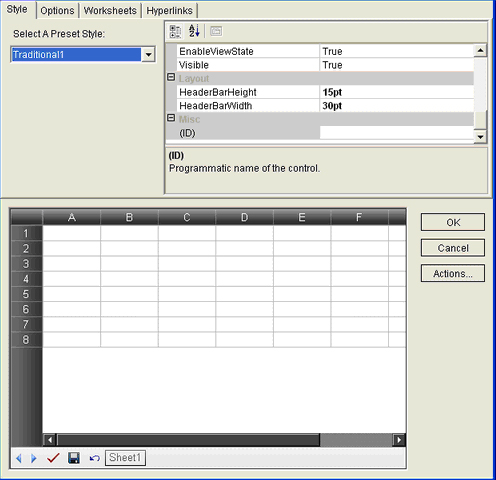 Style Options Worksheets Hyperlinks
Select A Preset Style:
Traditional1
EnableViewState True
Visible True
Layout
HeaderBarHeight 15pt
HeaderBarWidth 30pt
Misc
(ID)
(ID)
Programmatic name of the control.
A B C D E F
1
2
3
4
5
6
7
8
OK
Cancel
Actions...
Sheet1